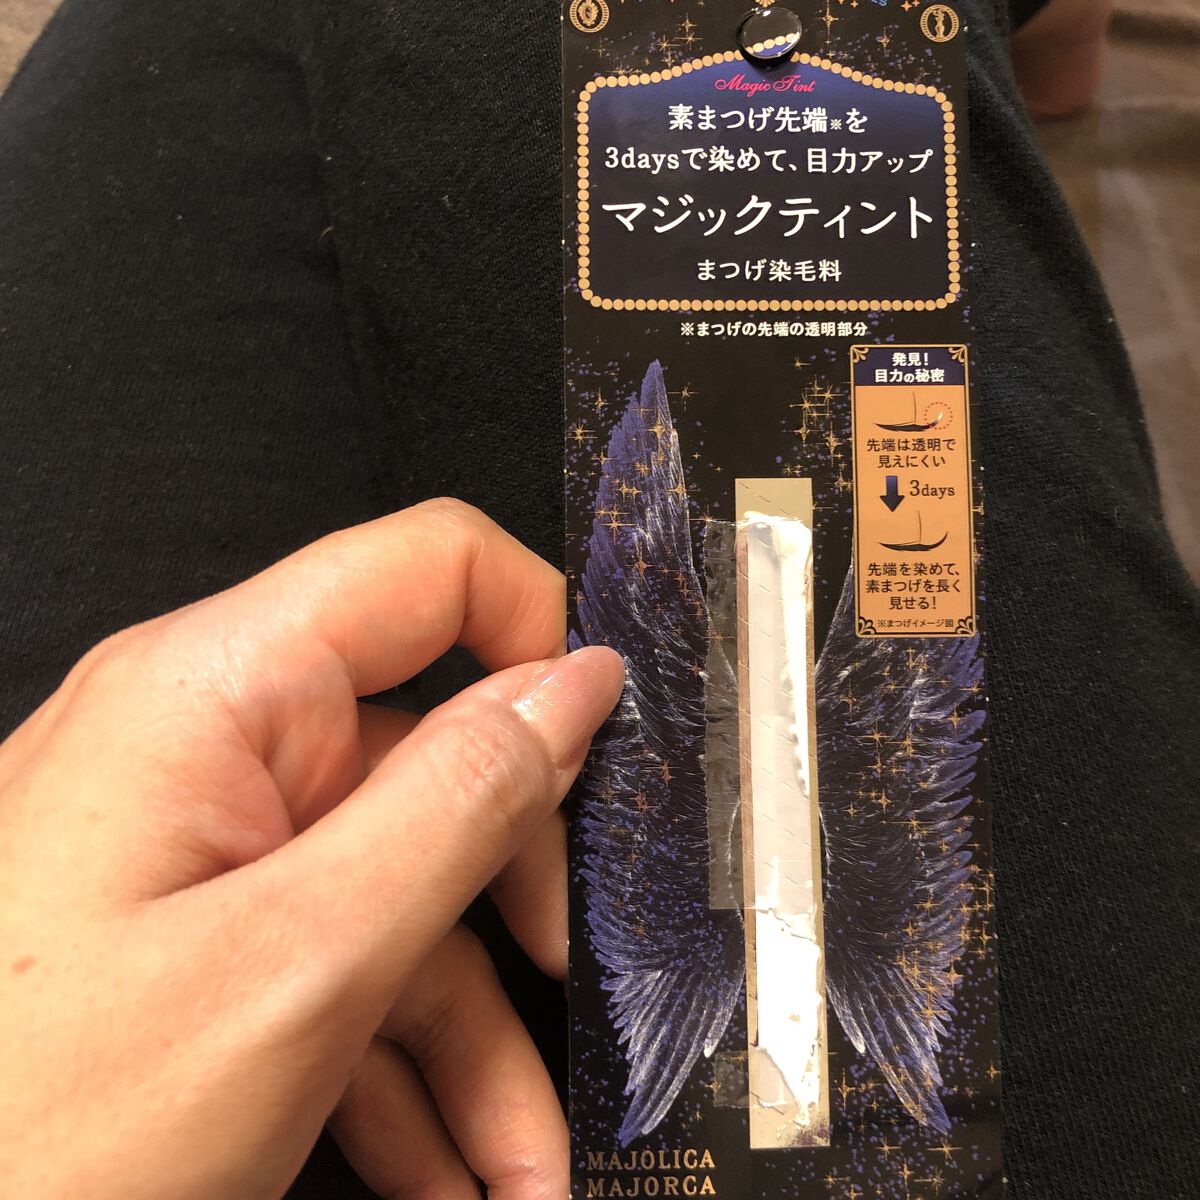 Magic Tint
素まつげ先端※を
3daysで染めて、目力アップ
マジックティント
まつげ染毛料
※まつげの先端の透明部分
発見!
目力の秘密
先端は透明で
見えにくい
3days
先端を染めて、
素まつげを長く
見せる!
※まつげイメージ図
MAJOLICA
MAJORCA